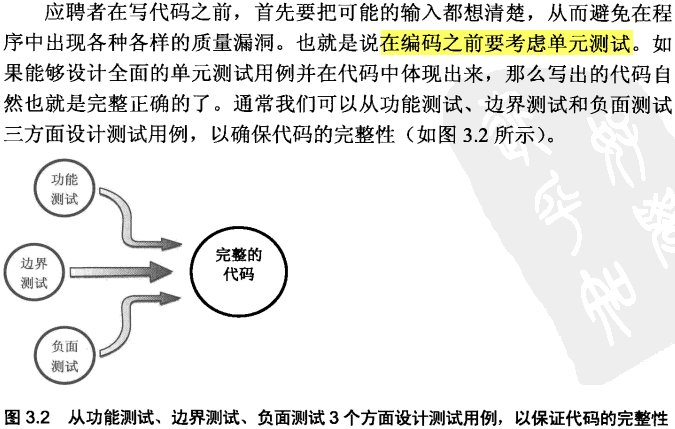 应聘者在写代码之前，首先要把可能的输入都想清楚，从而避免在程
序中出现各种各样的质量漏洞。也就是说在编码之前要考虑单元测试。如
果能够设计全面的单元测试用例并在代码中体现出来，那么写出的代码自
然也就是完整正确的了。通常我们可以从功能测试、边界测试和负面测试
三方面设计测试用例，以确保代码的完整性（如图 3.2 所示）。
功能
测试
边界
测试
负面
测试
完整的
代码
图 3.2 从功能测试、边界测试、负面测试 3 个方面设计测试用例，以保证代码的完整性